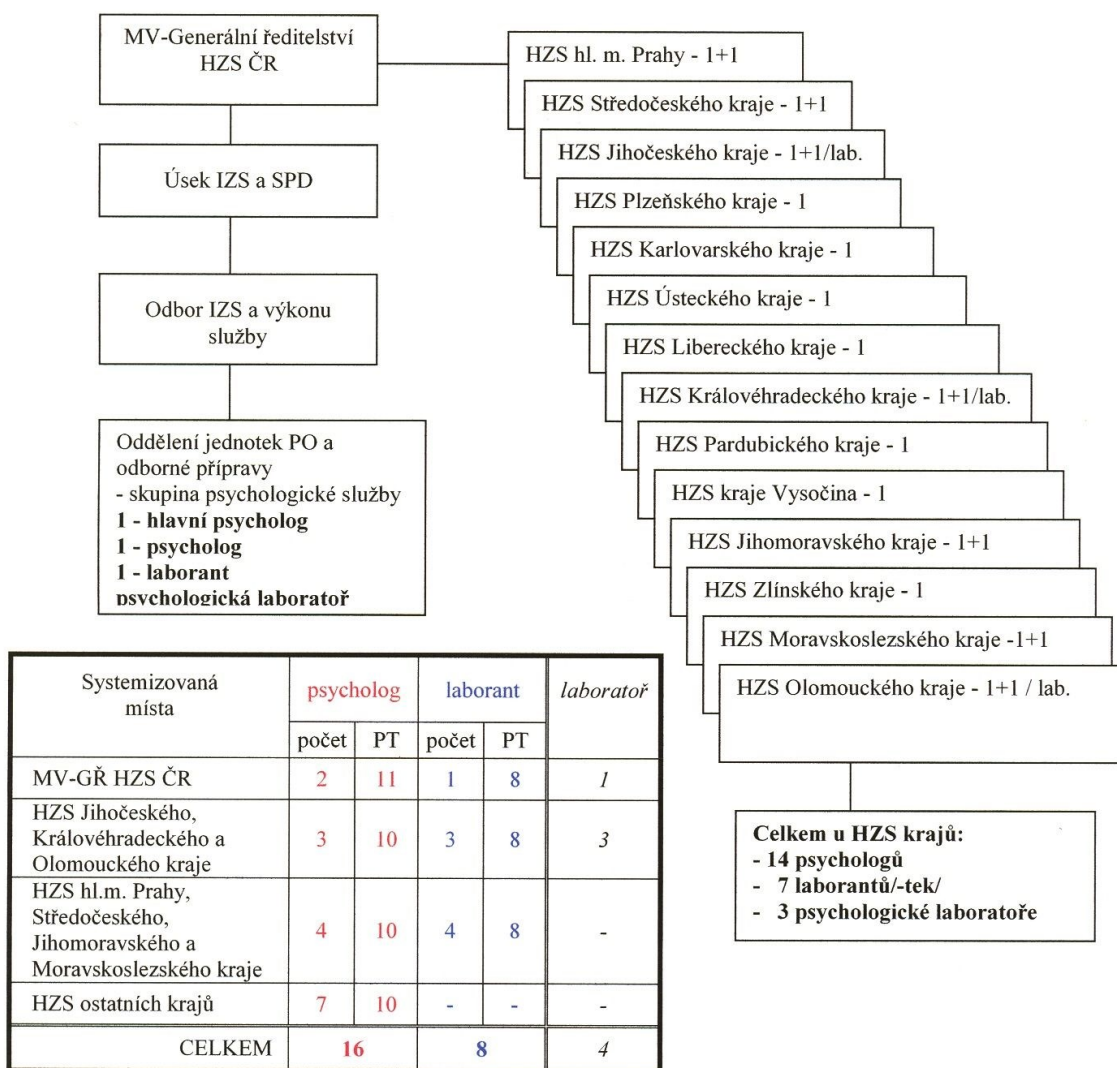 MV-Generální ředitelství
HZS ČR
Úsek IZS a SPD
Odbor IZS a výkonu
služby
Oddělení jednotek PO a
odborné přípravy
- skupina psychologické služby
1 - hlavní psycholog
1 - psycholog
1 - laborant
psychologická laboratoř
HZS hl. m. Prahy - 1+1
HZS Středočeského kraje - 1+1
HZS Jihočeského kraje - 1+1/lab.
HZS Plzeňského kraje - 1
HZS Karlovarského kraje - 1
HZS Ústeckého kraje - 1
HZS Libereckého kraje - 1
HZS Královéhradeckého kraje - 1+1/lab.
HZS Pardubického kraje - 1
HZS kraje Vysočina - 1
HZS Jihomoravského kraje - 1+1
HZS Zlínského kraje - 1
HZS Moravskoslezského kraje -1+1
HZS Olomouckého kraje - 1+1 / lab.
Celkem u HZS krajů:
- 14 psychologů
- 7 laborantů/-tek/
- 3 psychologické laboratoře
Systemizovaná
místa
psycholog laborant laboratoř
počet PT počet PT
MV-GŘ HZS ČR 2 11 1 8 1
HZS Jihočeského,
Královéhradeckého a
Olomouckého kraje
3 10 3 8 3
HZS hl.m. Prahy,
Středočeského,
Jihomoravského a
Moravskoslezského kraje
4 10 4 8 -
HZS ostatních krajů 7 10 - - -
CELKEM 16 8 4